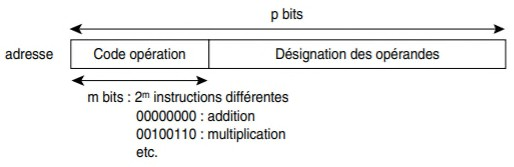 p bits
adresse Code opération Désignation des opérandes
m bits : 2ᵐ instructions différentes
00000000 : addition
00100110 : multiplication
etc.